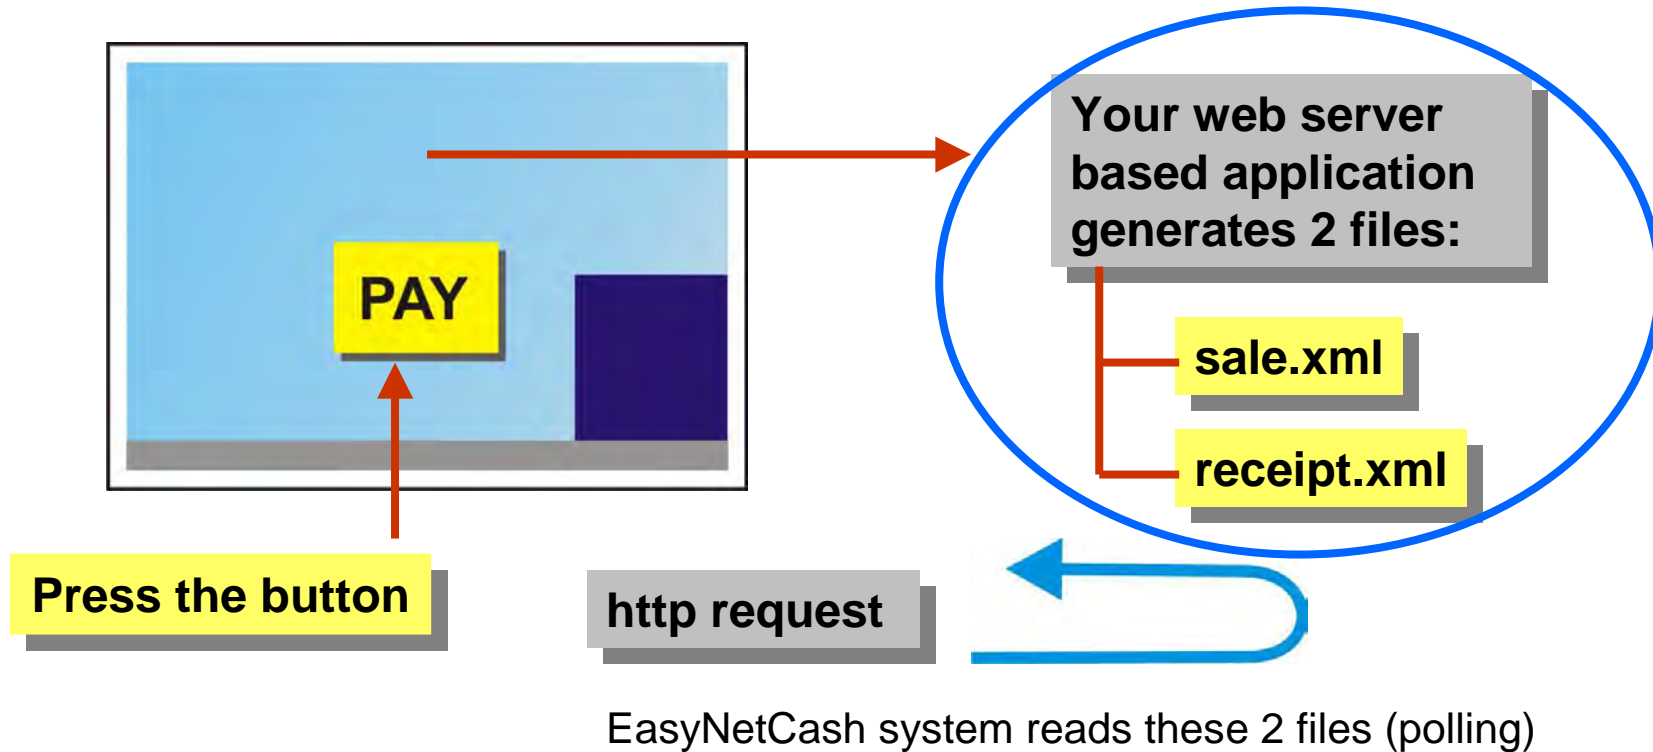 Your web server
based application
generates 2 files:
PAY
sale.xml
receipt.xml
Press the button
http request
EasyNetCash system reads these 2 files (polling)